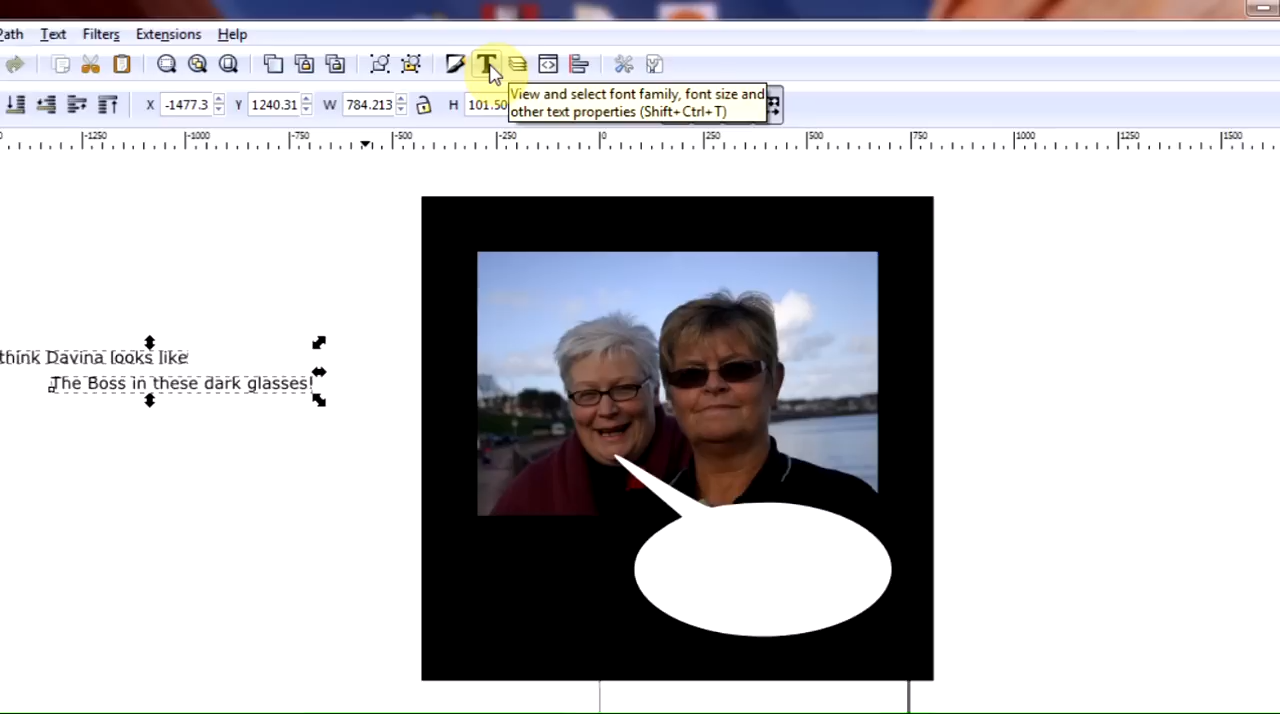 Path Text Filters Extensions Help
X -1477.3 Y 1240.31 W 784.213 H 101.50
View and select font family, font size and
other text properties (Shift+Ctrl+T)
-1250 -1000 -750 -500 -250 0 250 500 750 1000 1250 1500
think Davina looks like
The Boss in these dark glasses!